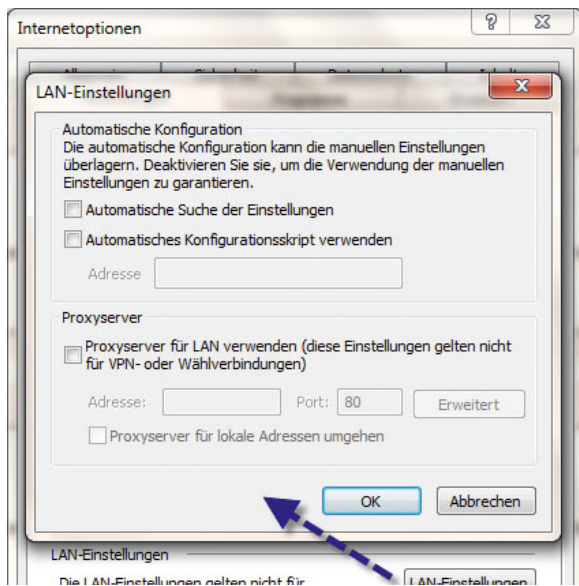 Internetoptionen
LAN-Einstellungen
Automatische Konfiguration
Die automatische Konfiguration kann die manuellen Einstellungen
überlagern. Deaktivieren Sie sie, um die Verwendung der manuellen
Einstellungen zu garantieren.
Automatische Suche der Einstellungen
Automatisches Konfigurationsskript verwenden
Adresse
Proxyserver
Proxyserver für LAN verwenden (diese Einstellungen gelten nicht
für VPN- oder Wählverbindungen)
Adresse: Port: 80 Erweitert
Proxyserver für lokale Adressen umgehen
OK Abbrechen
LAN-Einstellungen
Die LAN-Einstellungen gelten nicht für LAN-Einstellungen